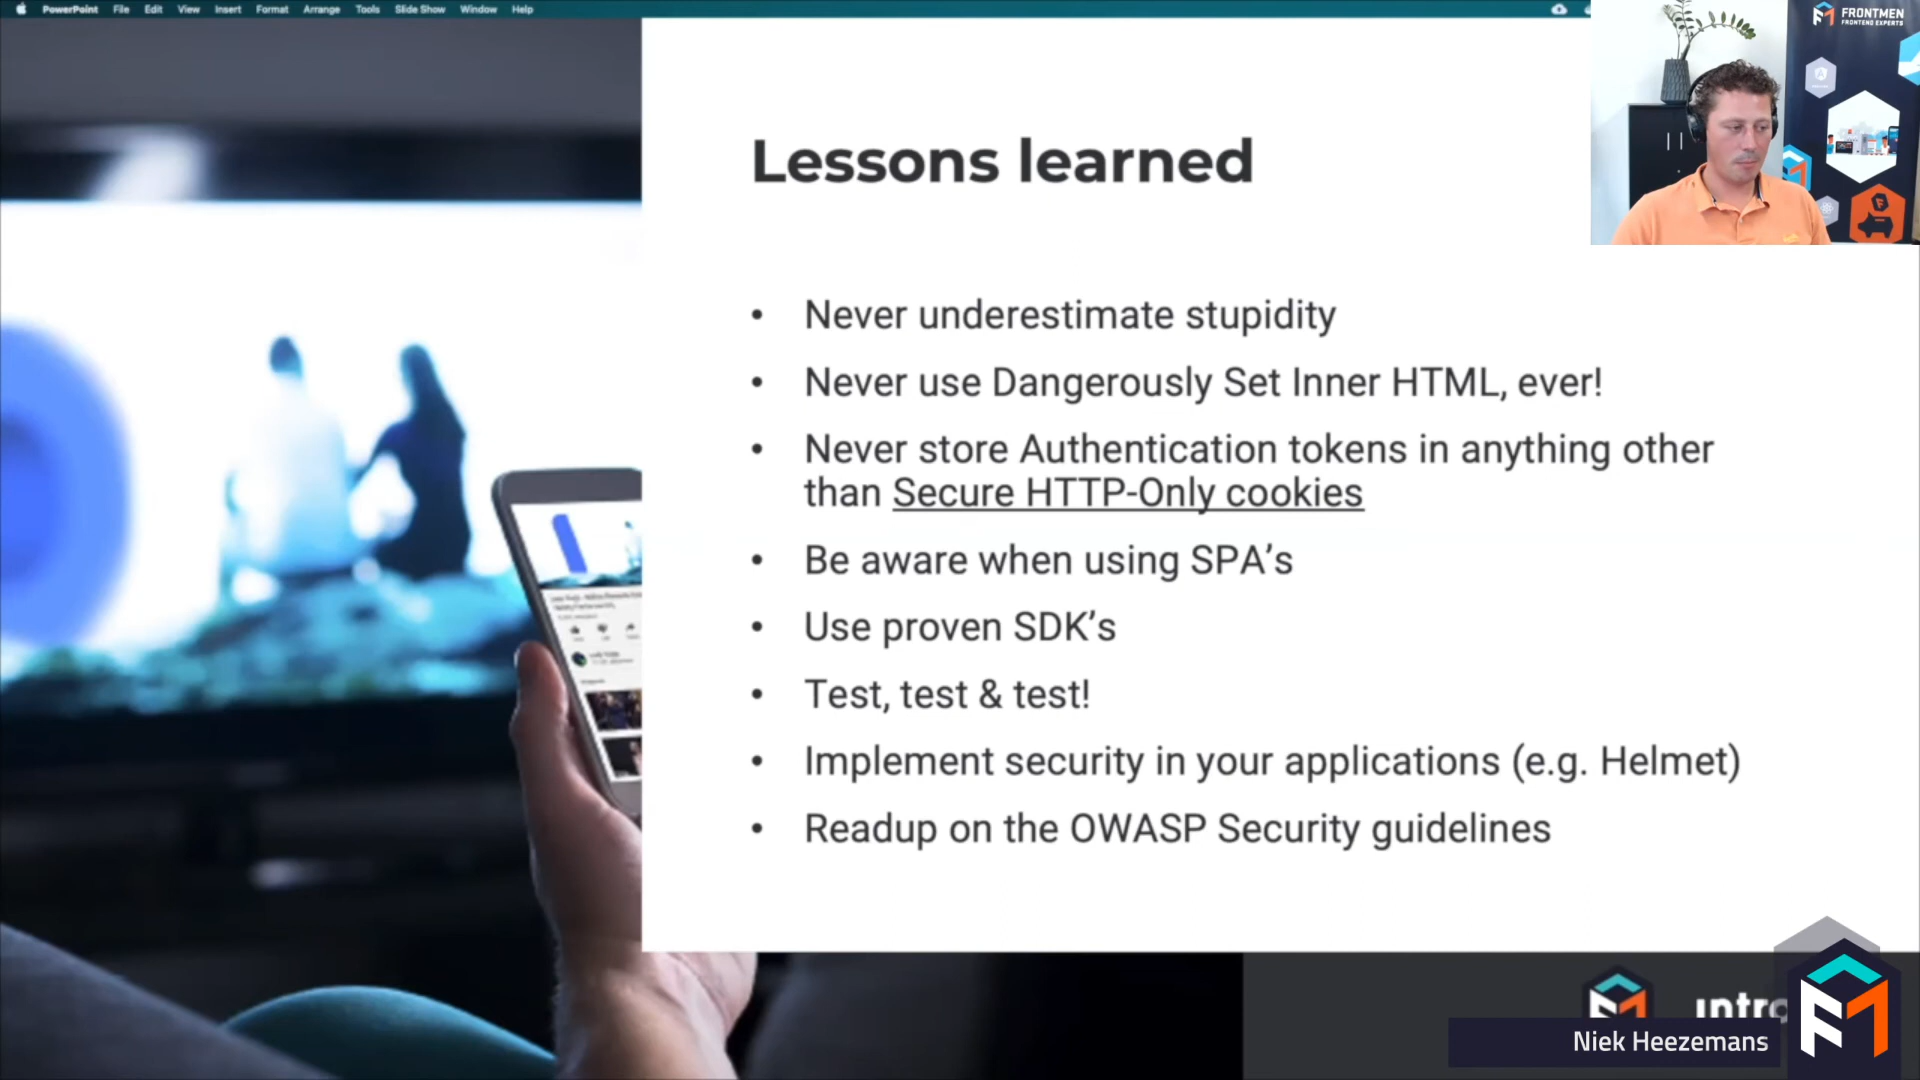 PowerPoint File Edit View Insert Format Arrange Tools Slide Show Window Help
FRONTMEN
FRONTEND EXPERTS
Lessons learned
• Never underestimate stupidity
• Never use Dangerously Set Inner HTML, ever!
• Never store Authentication tokens in anything other
than Secure HTTP-Only cookies
• Be aware when using SPA’s
• Use proven SDK’s
• Test, test & test!
• Implement security in your applications (e.g. Helmet)
• Readup on the OWASP Security guidelines
Niek Heezemans